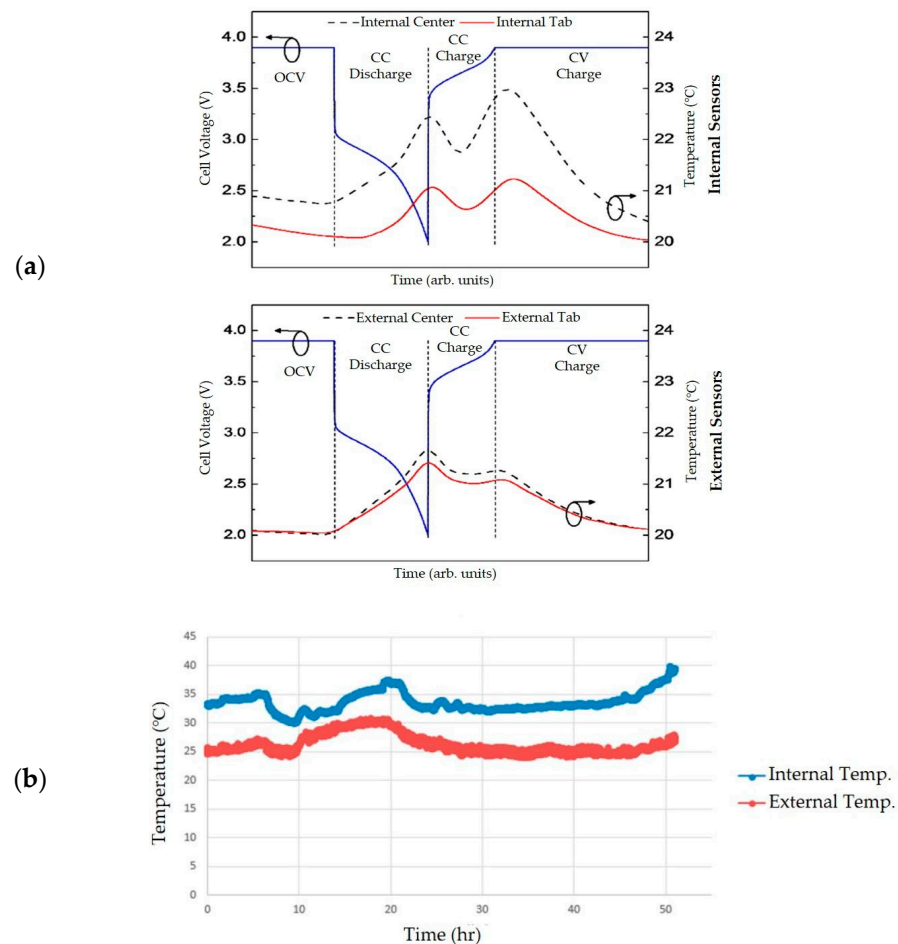 (a)
Internal Center
Internal Tab
4.0
3.5
3.0
2.5
2.0
Cell Voltage (V)
OCV
CC
Discharge
CC
Charge
CV
Charge
24
23
22
21
20
Temperature (°C)
Internal Sensors
Time (arb. units)
External Center
External Tab
4.0
3.5
3.0
2.5
2.0
Cell Voltage (V)
OCV
CC
Discharge
CC
Charge
CV
Charge
24
23
22
21
20
Temperature (°C)
External Sensors
Time (arb. units)
(b)
45
40
35
30
25
20
15
10
5
0
Temperature (°C)
0
10
20
30
40
50
Time (hr)
Internal Temp.
External Temp.